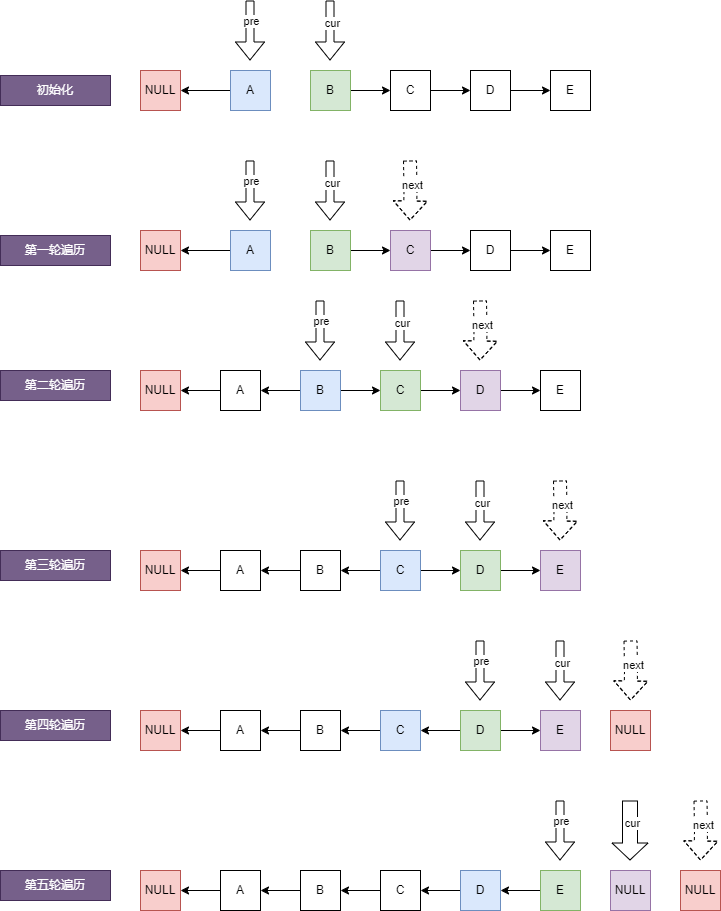 pre cur
初始化 NULL A B C D E
pre cur next
第一轮遍历 NULL A B C D E
pre cur next
第二轮遍历 NULL A B C D E
pre cur next
第三轮遍历 NULL A B C D E
pre cur next
第四轮遍历 NULL A B C D E NULL
pre cur next
第五轮遍历 NULL A B C D E NULL NULL